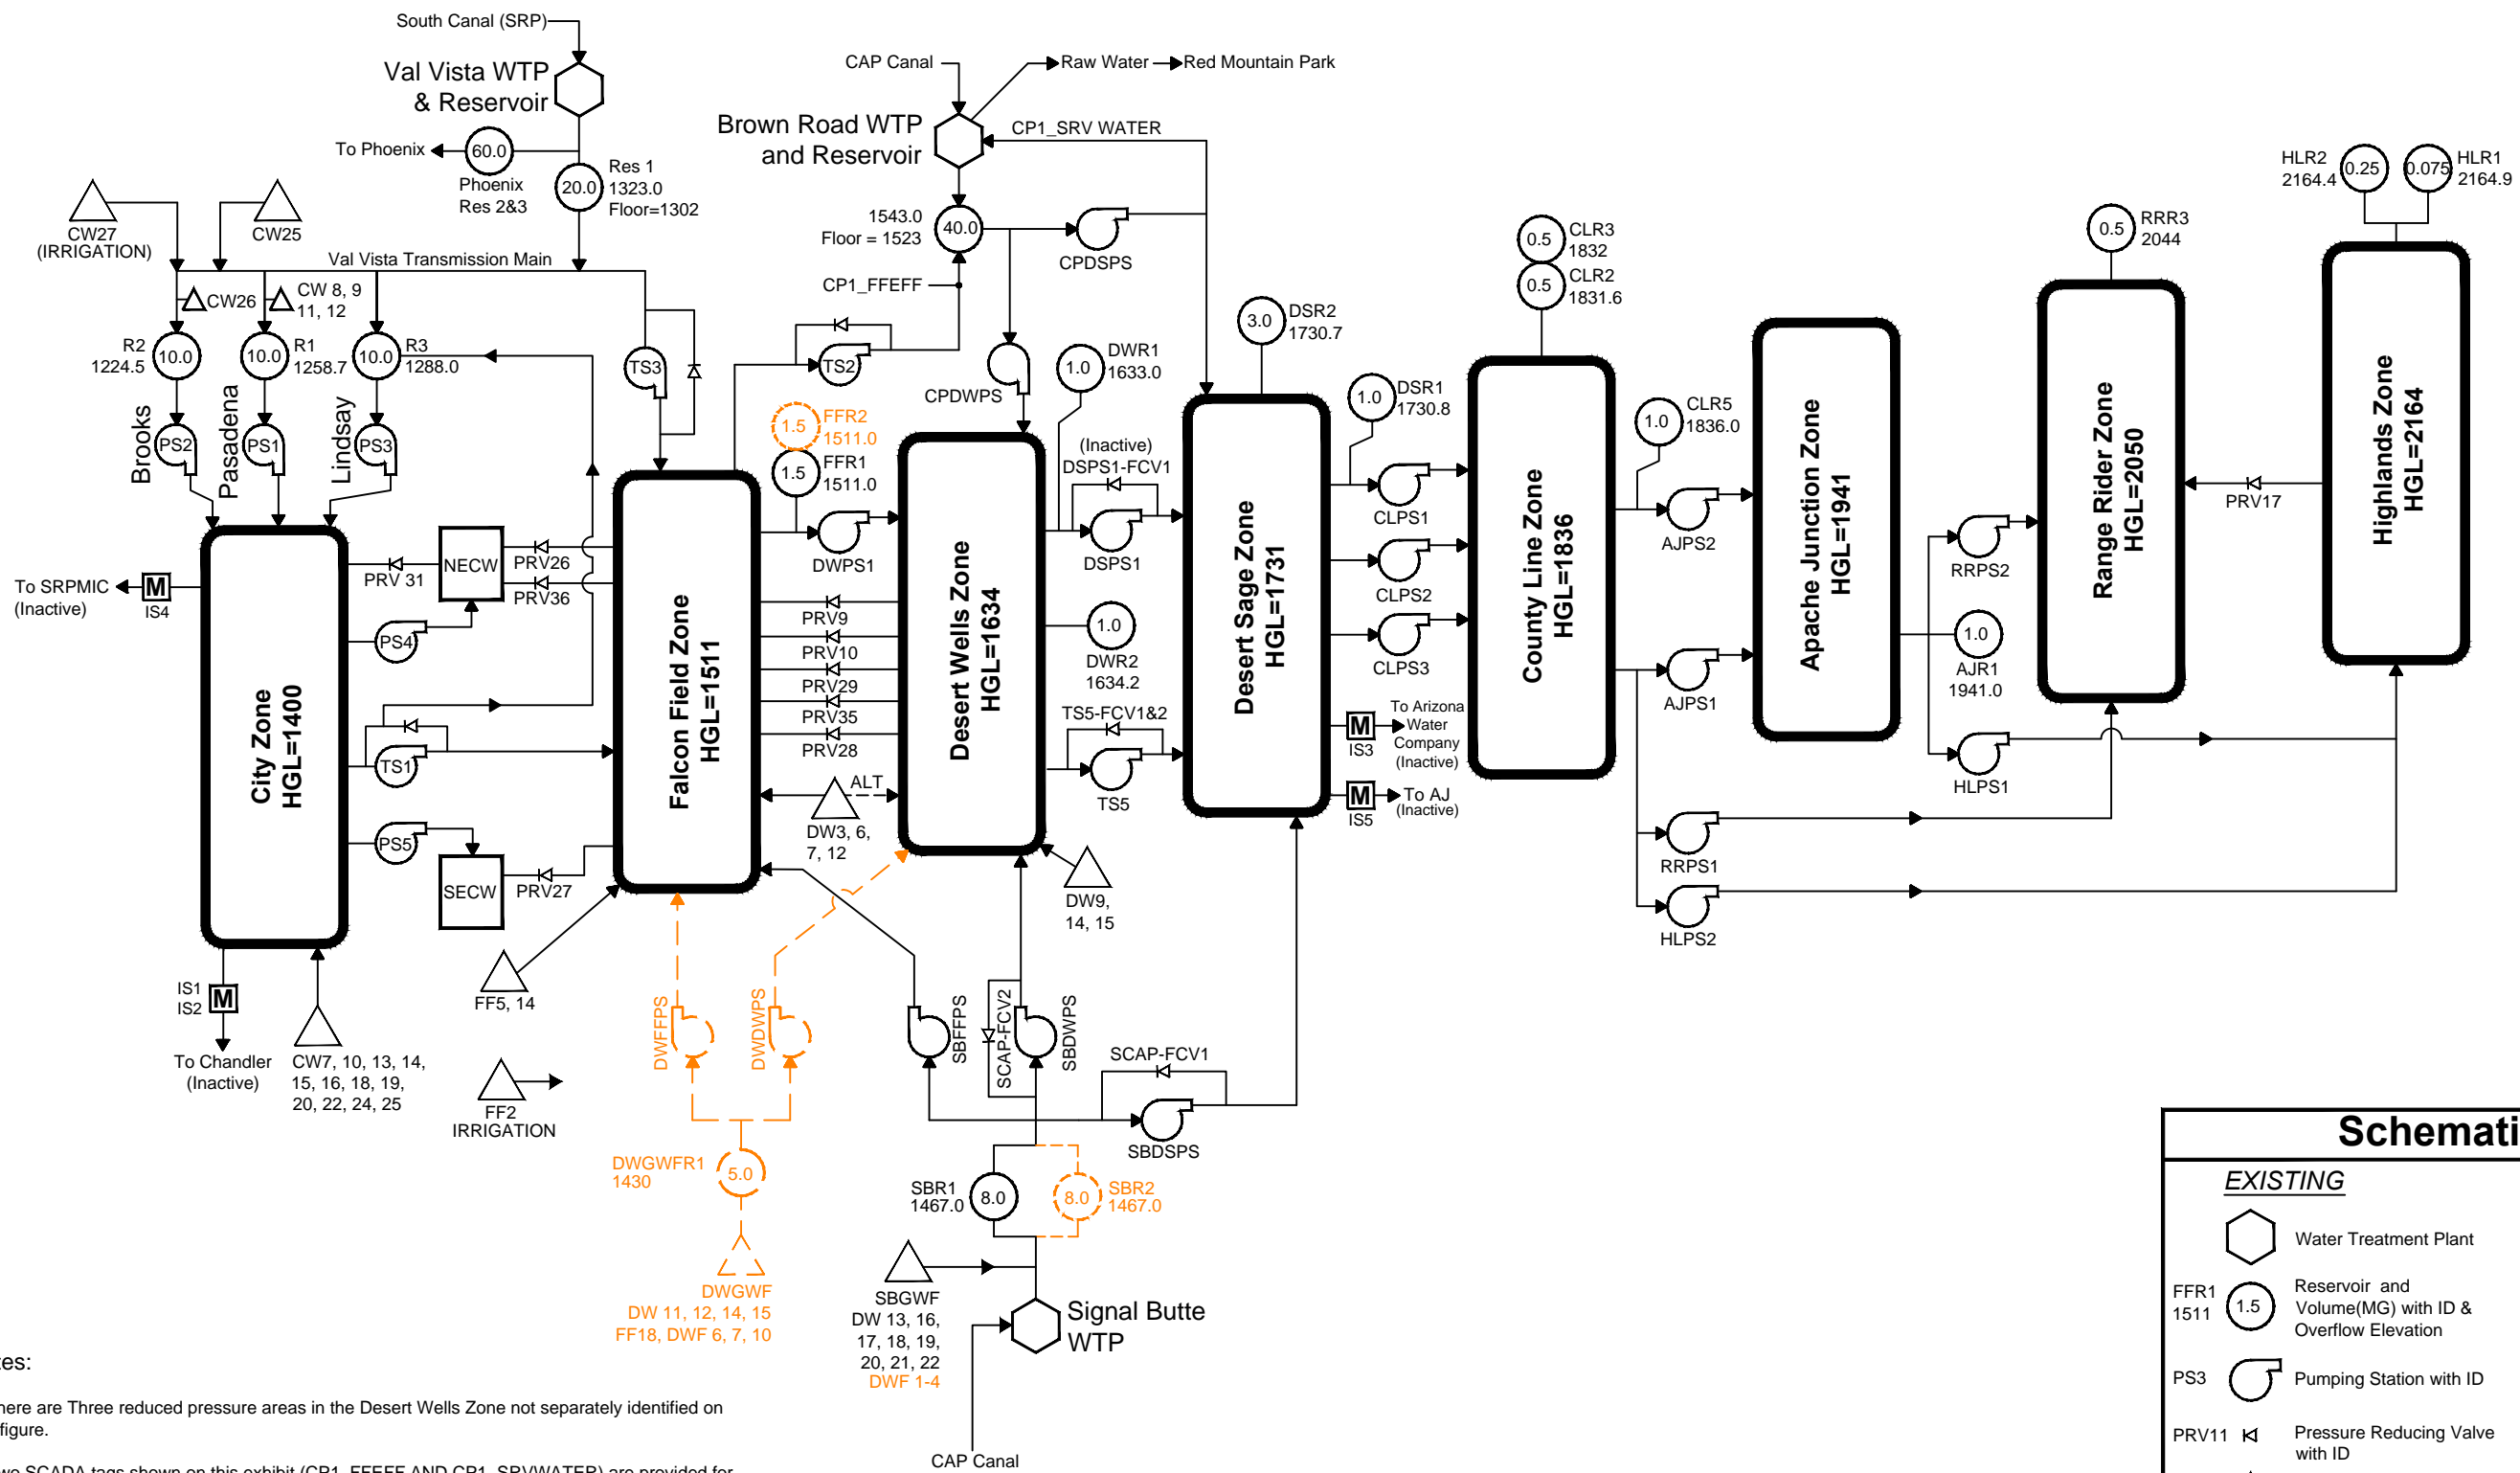 South Canal (SRP)
Val Vista WTP
& Reservoir
To Phoenix
60.0
Phoenix
Res 2&3
20.0
Res 1
1323.0
Floor=1302
CW27
(IRRIGATION)
CW25
Val Vista Transmission Main
CW26
CW 8, 9
11, 12
R2
1224.5
10.0
R1
1258.7
10.0
R3
1288.0
10.0
Brooks
PS2
Pasadena
PS1
Lindsay
PS3
TS3
CAP Canal
Raw Water
Red Mountain Park
Brown Road WTP
and Reservoir
CP1_SRV WATER
1543.0
Floor = 1523
40.0
CPDSPS
CP1_FFEFF
TS2
CPDWPS
DWR1
1633.0
1.0
DSR2
1730.7
3.0
CLR3
1832
0.5
CLR2
1831.6
0.5
RRR3
2044
0.5
HLR2
2164.4
0.25
HLR1
2164.9
0.075
FFR2
1511.0
1.5
FFR1
1511.0
1.5
DWPS1
(Inactive)
DSPS1-FCV1
DSPS1
DSR1
1730.8
1.0
CLPS1
CLPS2
CLPS3
CLR5
1836.0
1.0
AJPS2
AJPS1
RRPS2
AJR1
1941.0
1.0
HLPS1
PRV17
RRPS1
HLPS2
City Zone
HGL=1400
Falcon Field Zone
HGL=1511
Desert Wells Zone
HGL=1634
Desert Sage Zone
HGL=1731
County Line Zone
HGL=1836
Apache Junction Zone
HGL=1941
Range Rider Zone
HGL=2050
Highlands Zone
HGL=2164
To SRPMIC
(Inactive)
M
IS4
PRV 31
NECW
PRV26
PRV36
PS4
TS1
PS5
SECW
PRV27
PRV9
PRV10
PRV29
PRV35
PRV28
ALT
DW3, 6,
7, 12
DWR2
1634.2
1.0
TS5-FCV1&2
TS5
M
IS3
To Arizona
Water
Company
(Inactive)
M
IS5
To AJ
(Inactive)
DW9,
14, 15
IS1
IS2
M
To Chandler
(Inactive)
CW7, 10, 13, 14,
15, 16, 18, 19,
20, 22, 24, 25
FF5, 14
FF2
IRRIGATION
DWFFPS
DWDWPS
DWGWFR1
1430
5.0
DWGWF
DW 11, 12, 14, 15
FF18, DWF 6, 7, 10
SBFFPS
SCAP-FCV2
SBDWPS
SCAP-FCV1
SBDSPS
SBR1
1467.0
8.0
SBR2
1467.0
8.0
SBGWF
DW 13, 16,
17, 18, 19,
20, 21, 22
DWF 1-4
Signal Butte
WTP
CAP Canal
es:
here are Three reduced pressure areas in the Desert Wells Zone not separately identified on
figure.
wo SCADA tags shown on this exhibit (CP1_FFEFF AND CP1_SRVWATER) are provided for
Schemati
EXISTING
Water Treatment Plant
FFR1
1511
1.5
Reservoir and
Volume(MG) with ID &
Overflow Elevation
PS3
Pumping Station with ID
PRV11
Pressure Reducing Valve
with ID